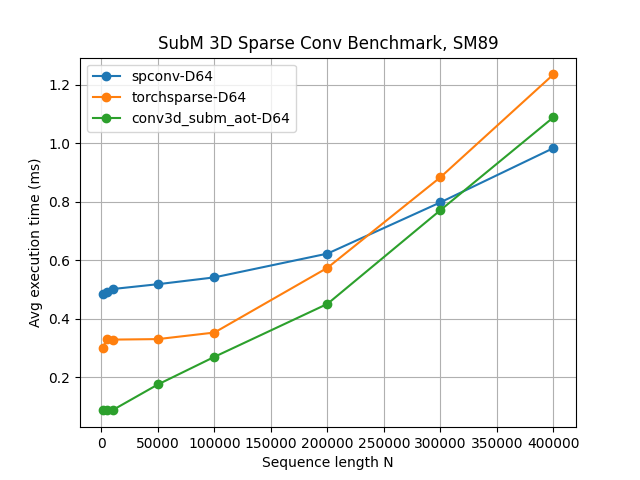 SubM 3D Sparse Conv Benchmark, SM89
spconv-D64
torchsparse-D64
conv3d_subm_aot-D64
1.2
1.0
0.8
0.6
0.4
0.2
Avg execution time (ms)
0 50000 100000 150000 200000 250000 300000 350000 400000
Sequence length N